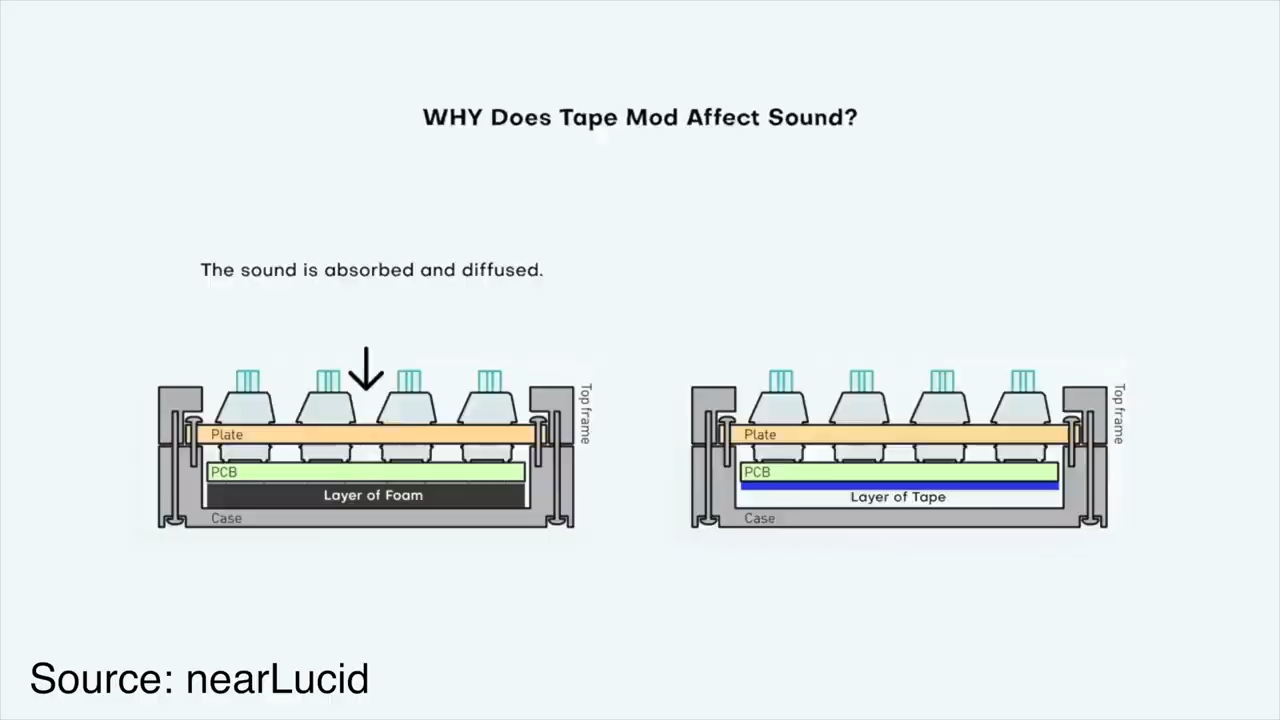 WHY Does Tape Mod Affect Sound?
The sound is absorbed and diffused.
Top frame
Plate
PCB
Layer of Foam
Case
Top frame
Plate
PCB
Layer of Tape
Case
Source: nearLucid